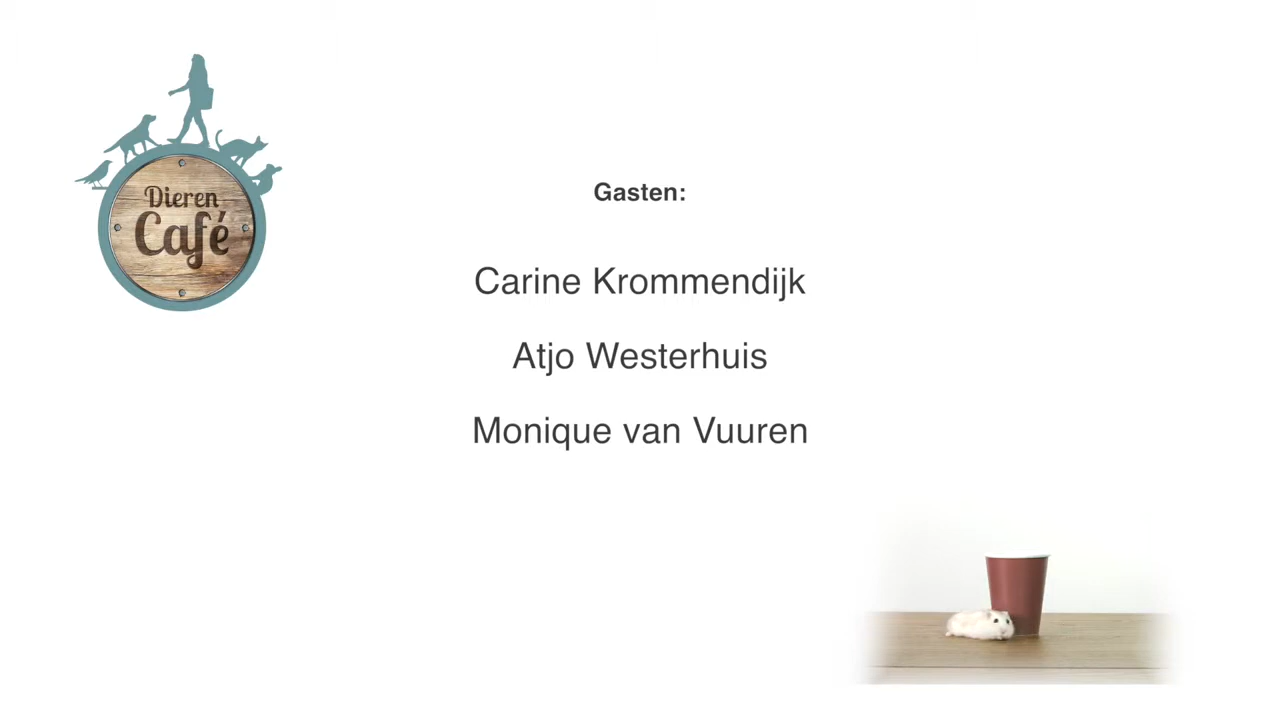 Dieren
Café
Gasten:
Carine Krommendijk
Atjo Westerhuis
Monique van Vuuren